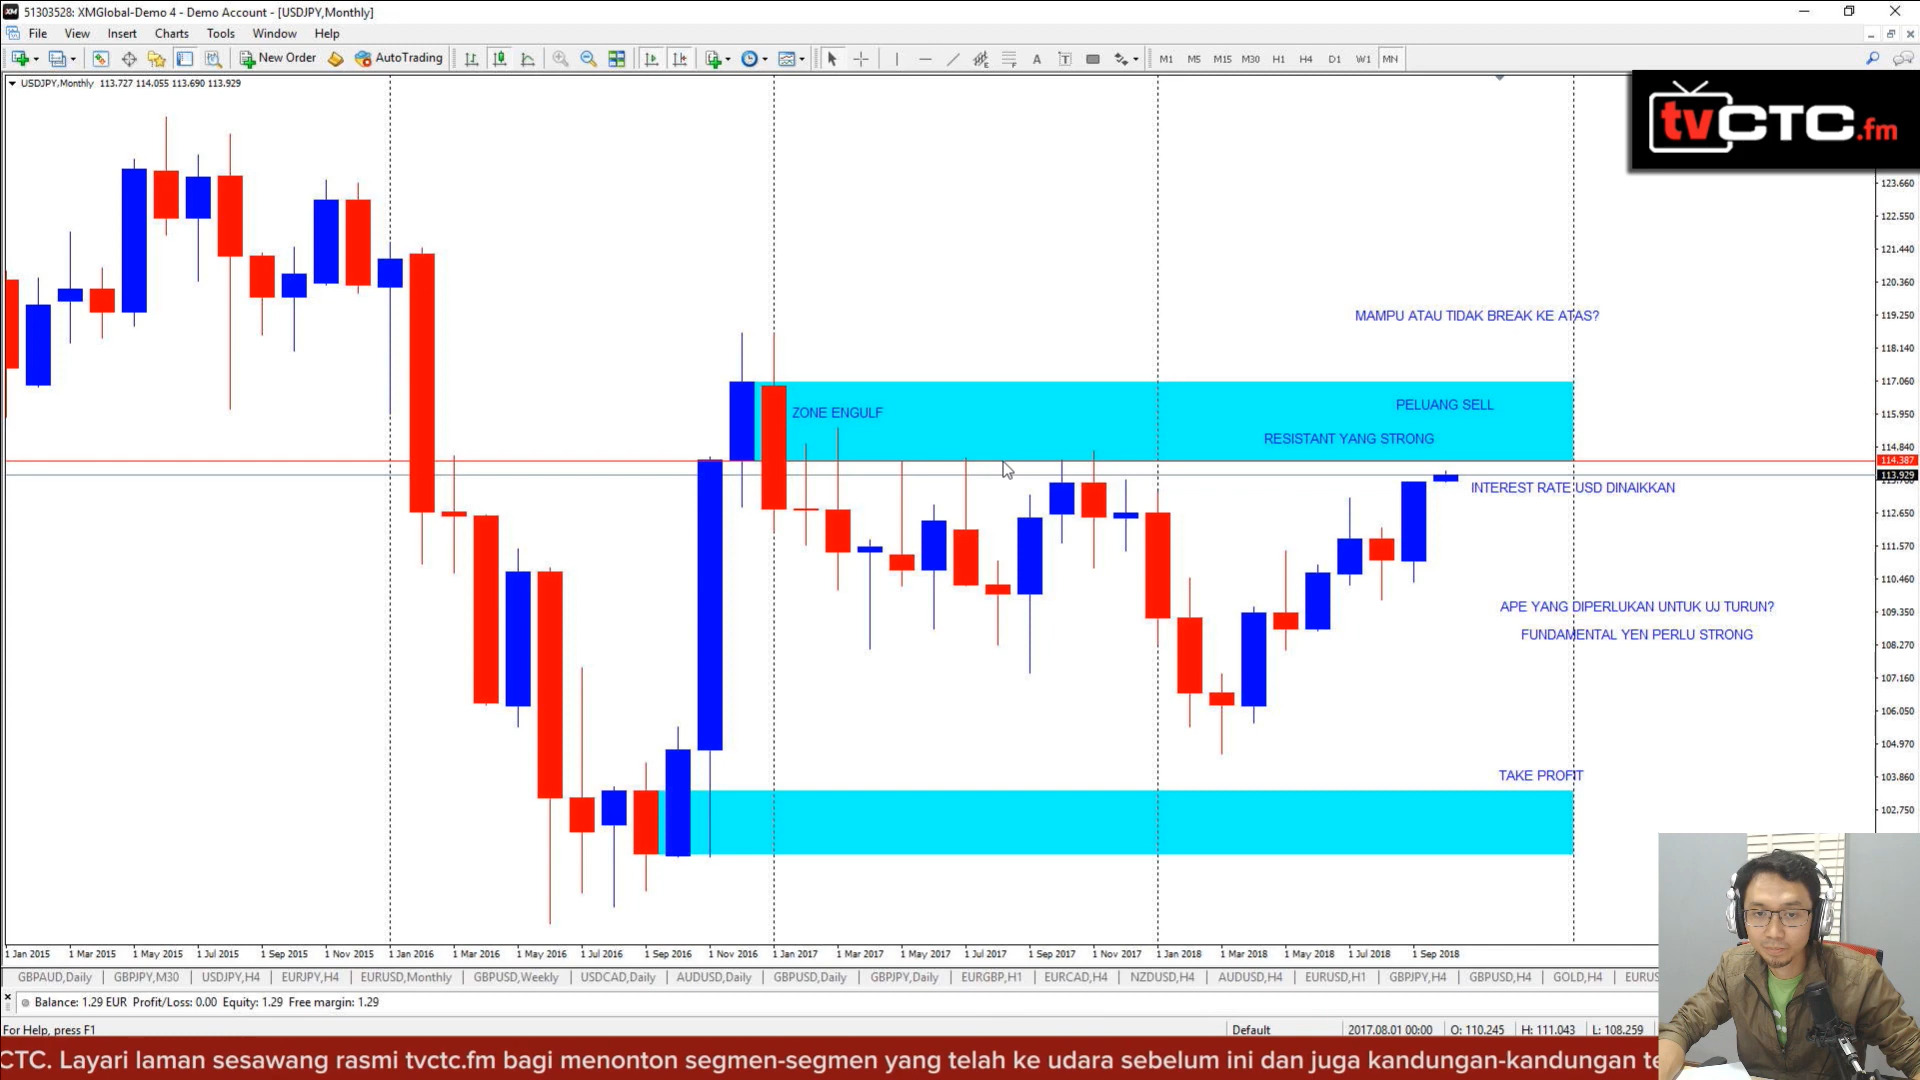 51303528: XMGlobal-Demo 4 - Demo Account - [USDJPY,Monthly]
File View Insert Charts Tools Window Help
New Order AutoTrading M1 M5 M15 M30 H1 H4 D1 W1 MN
USDJPY,Monthly 113.727 114.055 113.690 113.929
tvCTC.fm
123.660
122.550
121.440
120.360
MAMPU ATAU TIDAK BREAK KE ATAS?
119.250
118.140
117.060
PELUANG SELL
ZONE ENGULF
115.950
RESISTANT YANG STRONG
114.840
114.387
113.929
INTEREST RATE USD DINAIKKAN
112.650
111.570
110.460
APE YANG DIPERLUKAN UNTUK UJ TURUN?
109.350
FUNDAMENTAL YEN PERLU STRONG
108.270
107.160
106.050
104.970
TAKE PROFIT
103.860
102.750
1 Jan 2015 1 Mar 2015 1 May 2015 1 Jul 2015 1 Sep 2015 1 Nov 2015 1 Jan 2016 1 Mar 2016 1 May 2016 1 Jul 2016 1 Sep 2016 1 Nov 2016 1 Jan 2017 1 Mar 2017 1 May 2017 1 Jul 2017 1 Sep 2017 1 Nov 2017 1 Jan 2018 1 Mar 2018 1 May 2018 1 Jul 2018 1 Sep 2018
GBPAUD,Daily GBPJPY,M30 USDJPY,H4 EURJPY,H4 EURUSD,Monthly GBPUSD,Weekly USDCAD,Daily AUDUSD,Daily GBPUSD,Daily GBPJPY,Daily EURGBP,H1 EURCAD,H4 NZDUSD,H4 AUDUSD,H4 EURUSD,H1 GBPJPY,H4 GBPUSD,H4 GOLD,H4 EURUS
Balance: 1.29 EUR Profit/Loss: 0.00 Equity: 1.29 Free margin: 1.29
For Help, press F1 Default 2017.08.01 00:00 O: 110.245 H: 111.043 L: 108.259
CTC. Layari laman sesawang rasmi tvctc.fm bagi menonton segmen-segmen yang telah ke udara sebelum ini dan juga kandungan-kandungan te